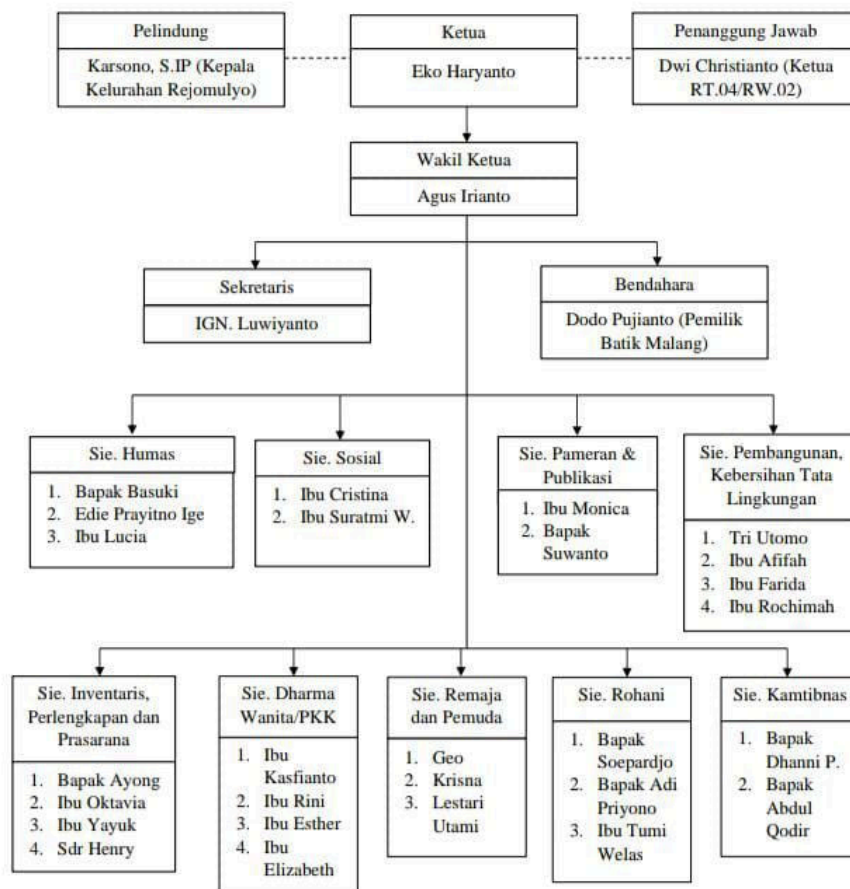 Pelindung
Karsono, S.IP (Kepala
Kelurahan Rejomulyo)
Ketua
Eko Haryanto
Penanggung Jawab
Dwi Christianto (Ketua
RT.04/RW.02)
Wakil Ketua
Agus Irianto
Sekretaris
IGN. Luwiyanto
Bendahara
Dodo Pujianto (Pemilik
Batik Malang)
Sie. Humas
1. Bapak Basuki
2. Edie Prayitno Ige
3. Ibu Lucia
Sie. Sosial
1. Ibu Cristina
2. Ibu Suratmi W.
Sie. Pameran &
Publikasi
1. Ibu Monica
2. Bapak
Suwanto
Sie. Pembangunan,
Kebersihan Tata
Lingkungan
1. Tri Utomo
2. Ibu Afifah
3. Ibu Farida
4. Ibu Rochimah
Sie. Inventaris,
Perlengkapan dan
Prasarana
1. Bapak Ayong
2. Ibu Oktavia
3. Ibu Yayuk
4. Sdr Henry
Sie. Dharma
Wanita/PKK
1. Ibu
Kasfianto
2. Ibu Rini
3. Ibu Esther
4. Ibu
Elizabeth
Sie. Remaja
dan Pemuda
1. Geo
2. Krisna
3. Lestari
Utami
Sie. Rohani
1. Bapak
Soepardjo
2. Bapak Adi
Priyono
3. Ibu Tumi
Welas
Sie. Kamtibnas
1. Bapak
Dhanni P.
2. Bapak
Abdul
Qodir